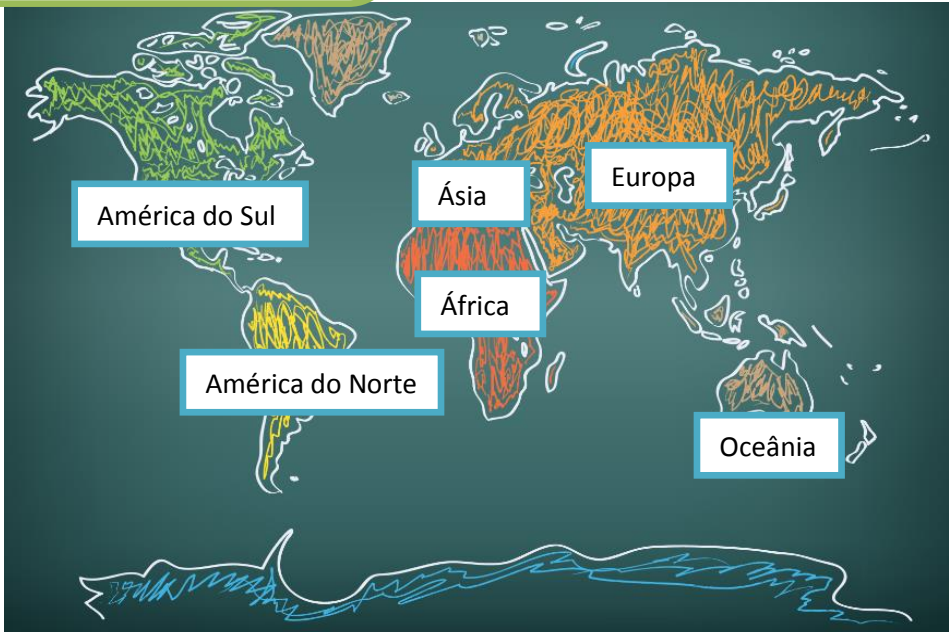 Ásia
Europa
América do Sul
África
América do Norte
Oceânia